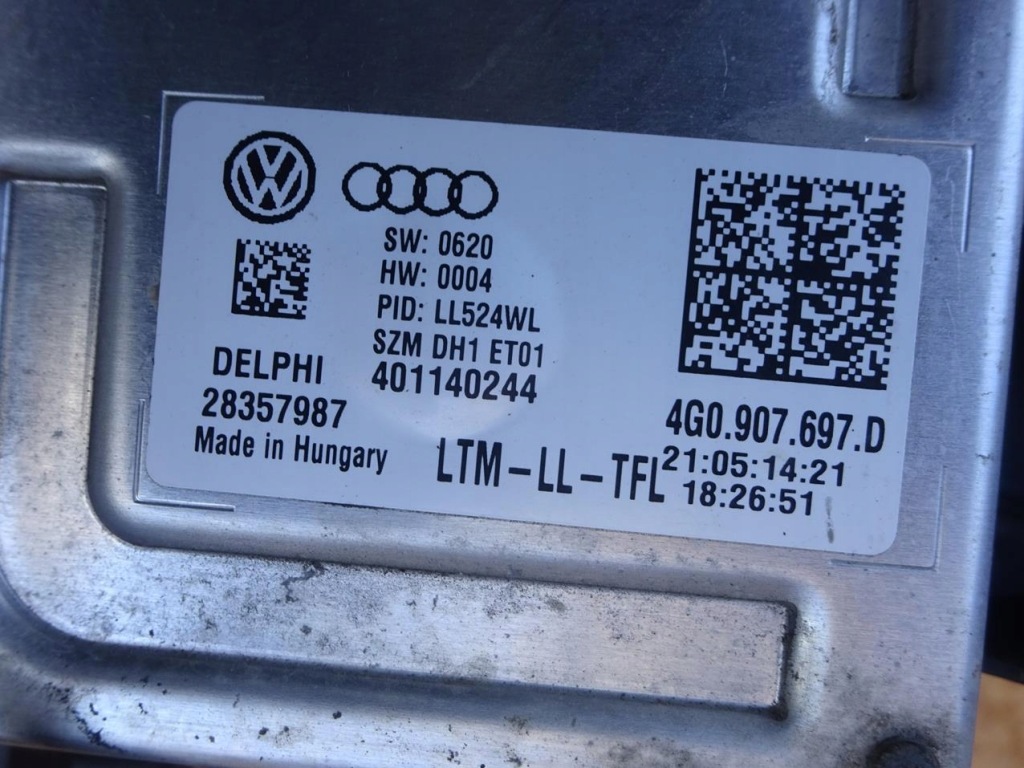 SW: 0620
HW: 0004
PID: LL524WL
SZM DH1 ET01
401140244
DELPHI
28357987
Made in Hungary
LTM-LL-TFL
4G0.907.697.D
21:05:14:21
18:26:51